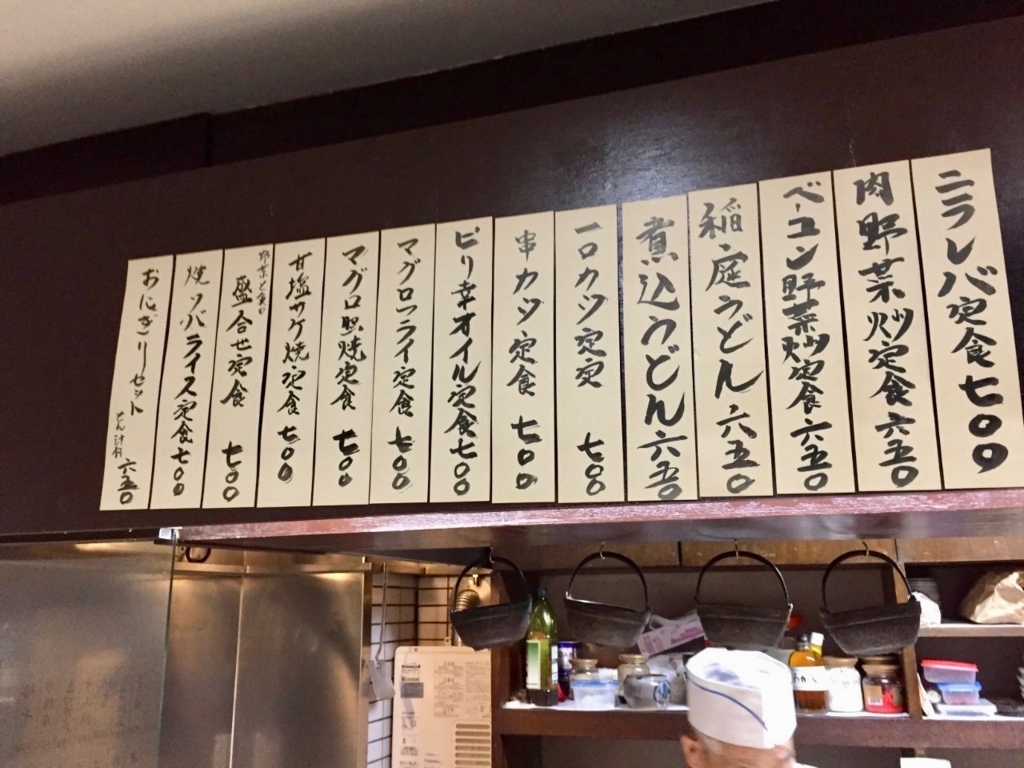 ニラレバ定食 七〇〇
肉野菜炒定食 六五〇
ベーコン野菜炒定食 六五〇
稲庭うどん 六五〇
煮込うどん 六五〇
一口カツ定食 七〇〇
串カツ定食 七〇〇
ピリ辛オイル定食 七〇〇
マグロフライ定食 七〇〇
マグロ照焼定食 七〇〇
甘塩サケ焼定食 七〇〇
盛合せ定食 七〇〇
焼ソバライス定食 七〇〇
おにぎりセット とん汁付 六五〇